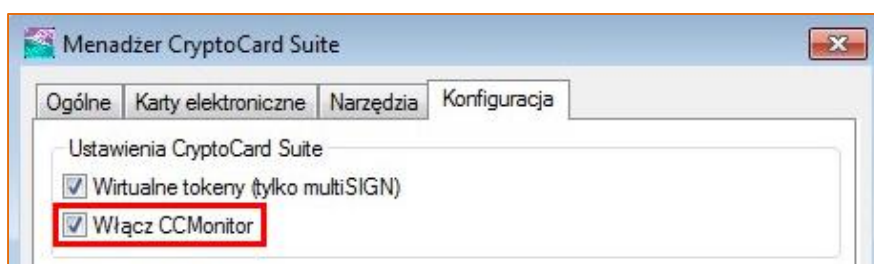 Menadżer CryptoCard Suite
Ogólne Karty elektroniczne Narzędzia Konfiguracja
Ustawienia CryptoCard Suite
Wirtualne tokeny (tylko multiSIGN)
Włącz CCMonitor